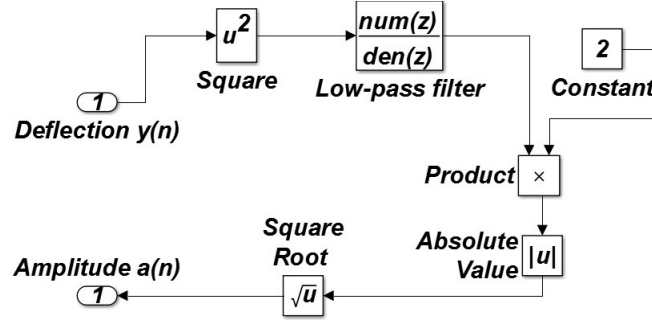 u²
num(z)
den(z)
2
Square
Low-pass filter
Constant
1
Deflection y(n)
Product
×
Square
Root
Absolute
Value
|u|
Amplitude a(n)
1
√u